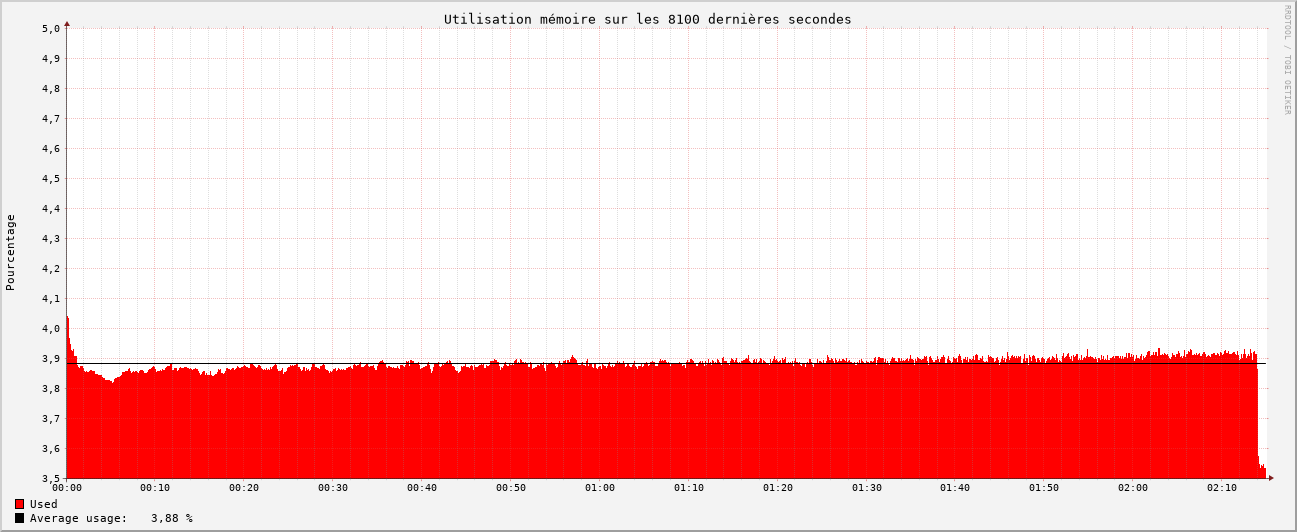 Utilisation mémoire sur les 8100 dernières secondes
RRDTOOL / TOBI OETIKER
Pourcentage
5,0
4,9
4,8
4,7
4,6
4,5
4,4
4,3
4,2
4,1
4,0
3,9
3,8
3,7
3,6
3,5
00:00 00:10 00:20 00:30 00:40 00:50 01:00 01:10 01:20 01:30 01:40 01:50 02:00 02:10
Used
Average usage: 3,88 %